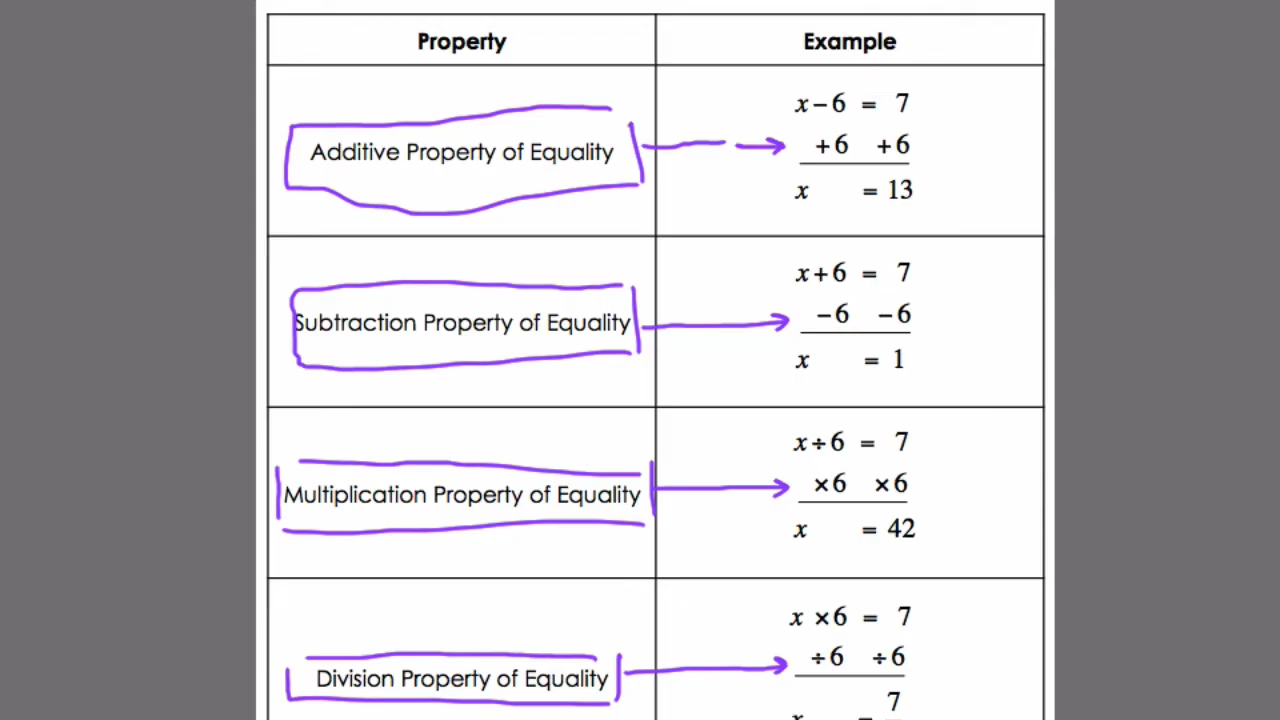 Property Example
Additive Property of Equality
x−6 = 7
+6 +6
x = 13
Subtraction Property of Equality
x+6 = 7
−6 −6
x = 1
Multiplication Property of Equality
x÷6 = 7
×6 ×6
x = 42
Division Property of Equality
x ×6 = 7
÷6 ÷6
7